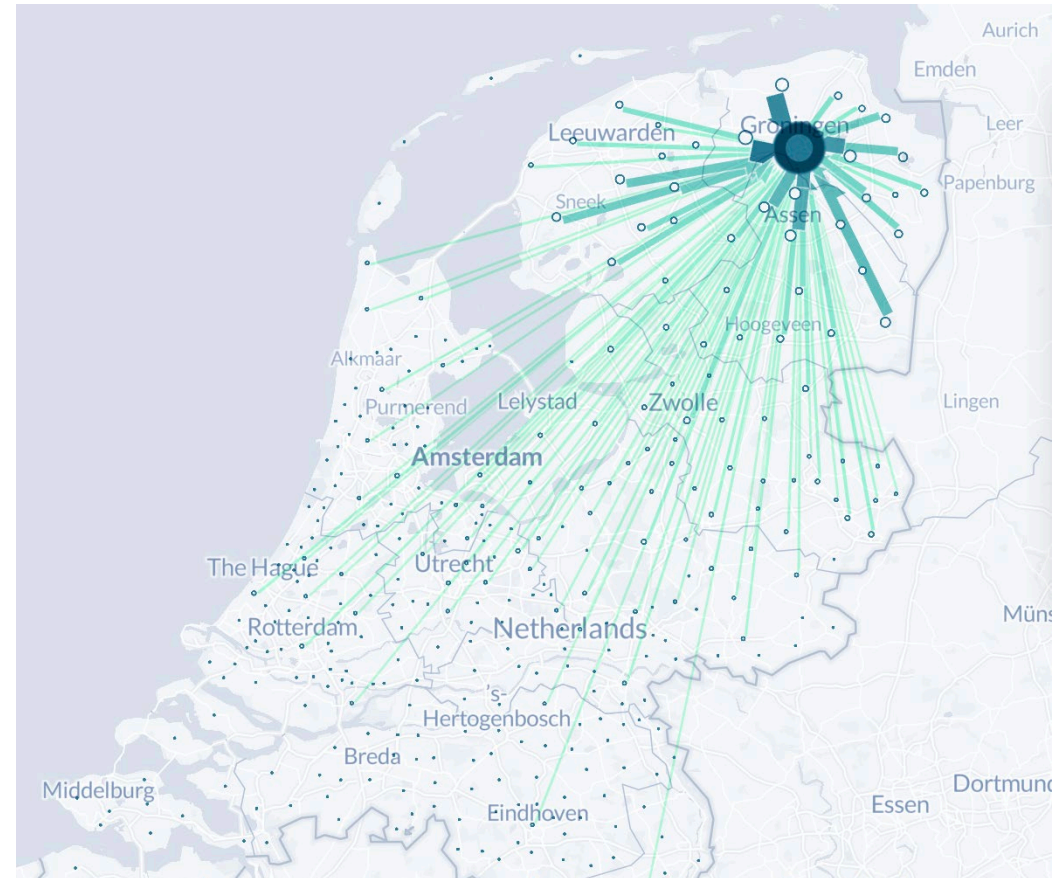 Aurich
Emden
Leer
Groningen
Leeuwarden
Papenburg
Sneek
Assen
Hoogeveen
Alkmaar
Lingen
Purmerend
Lelystad
Zwolle
Amsterdam
The Hague
Utrecht
Müns
Rotterdam
Netherlands
's-
Hertogenbosch
Breda
Middelburg
Dortmund
Essen
Eindhoven